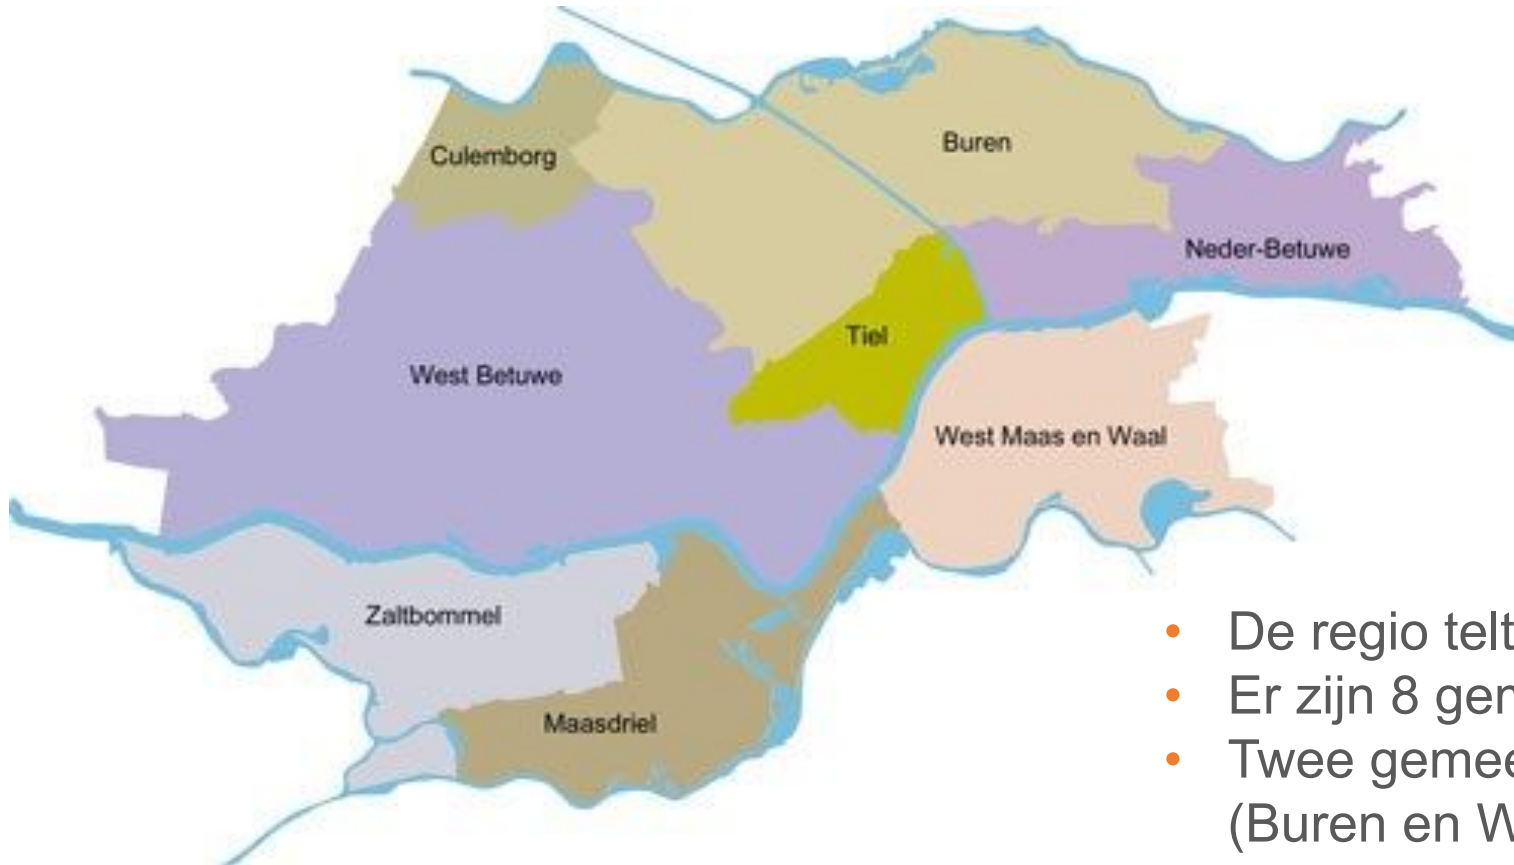 Culemborg
Buren
Neder-Betuwe
Tiel
West Betuwe
West Maas en Waal
Zaltbommel
Maasdriel
• De regio telt
• Er zijn 8
• Twee
(Buren en